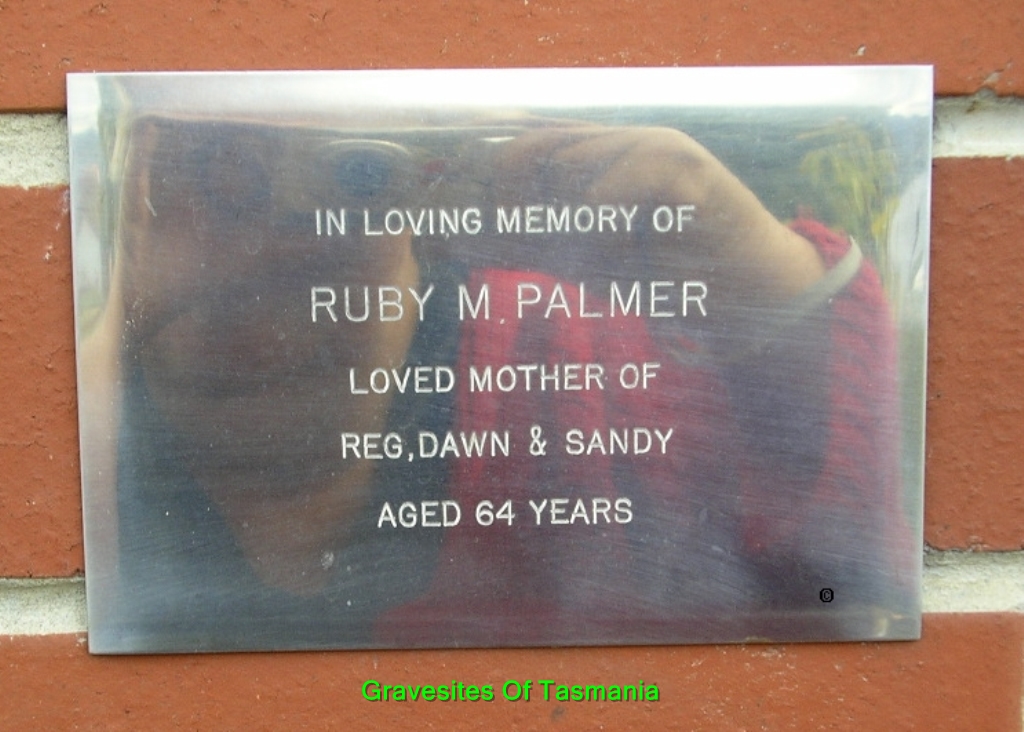 IN LOVING MEMORY OF
RUBY M. PALMER
LOVED MOTHER OF
REG, DAWN & SANDY
AGED 64 YEARS
©
Gravesites Of Tasmania